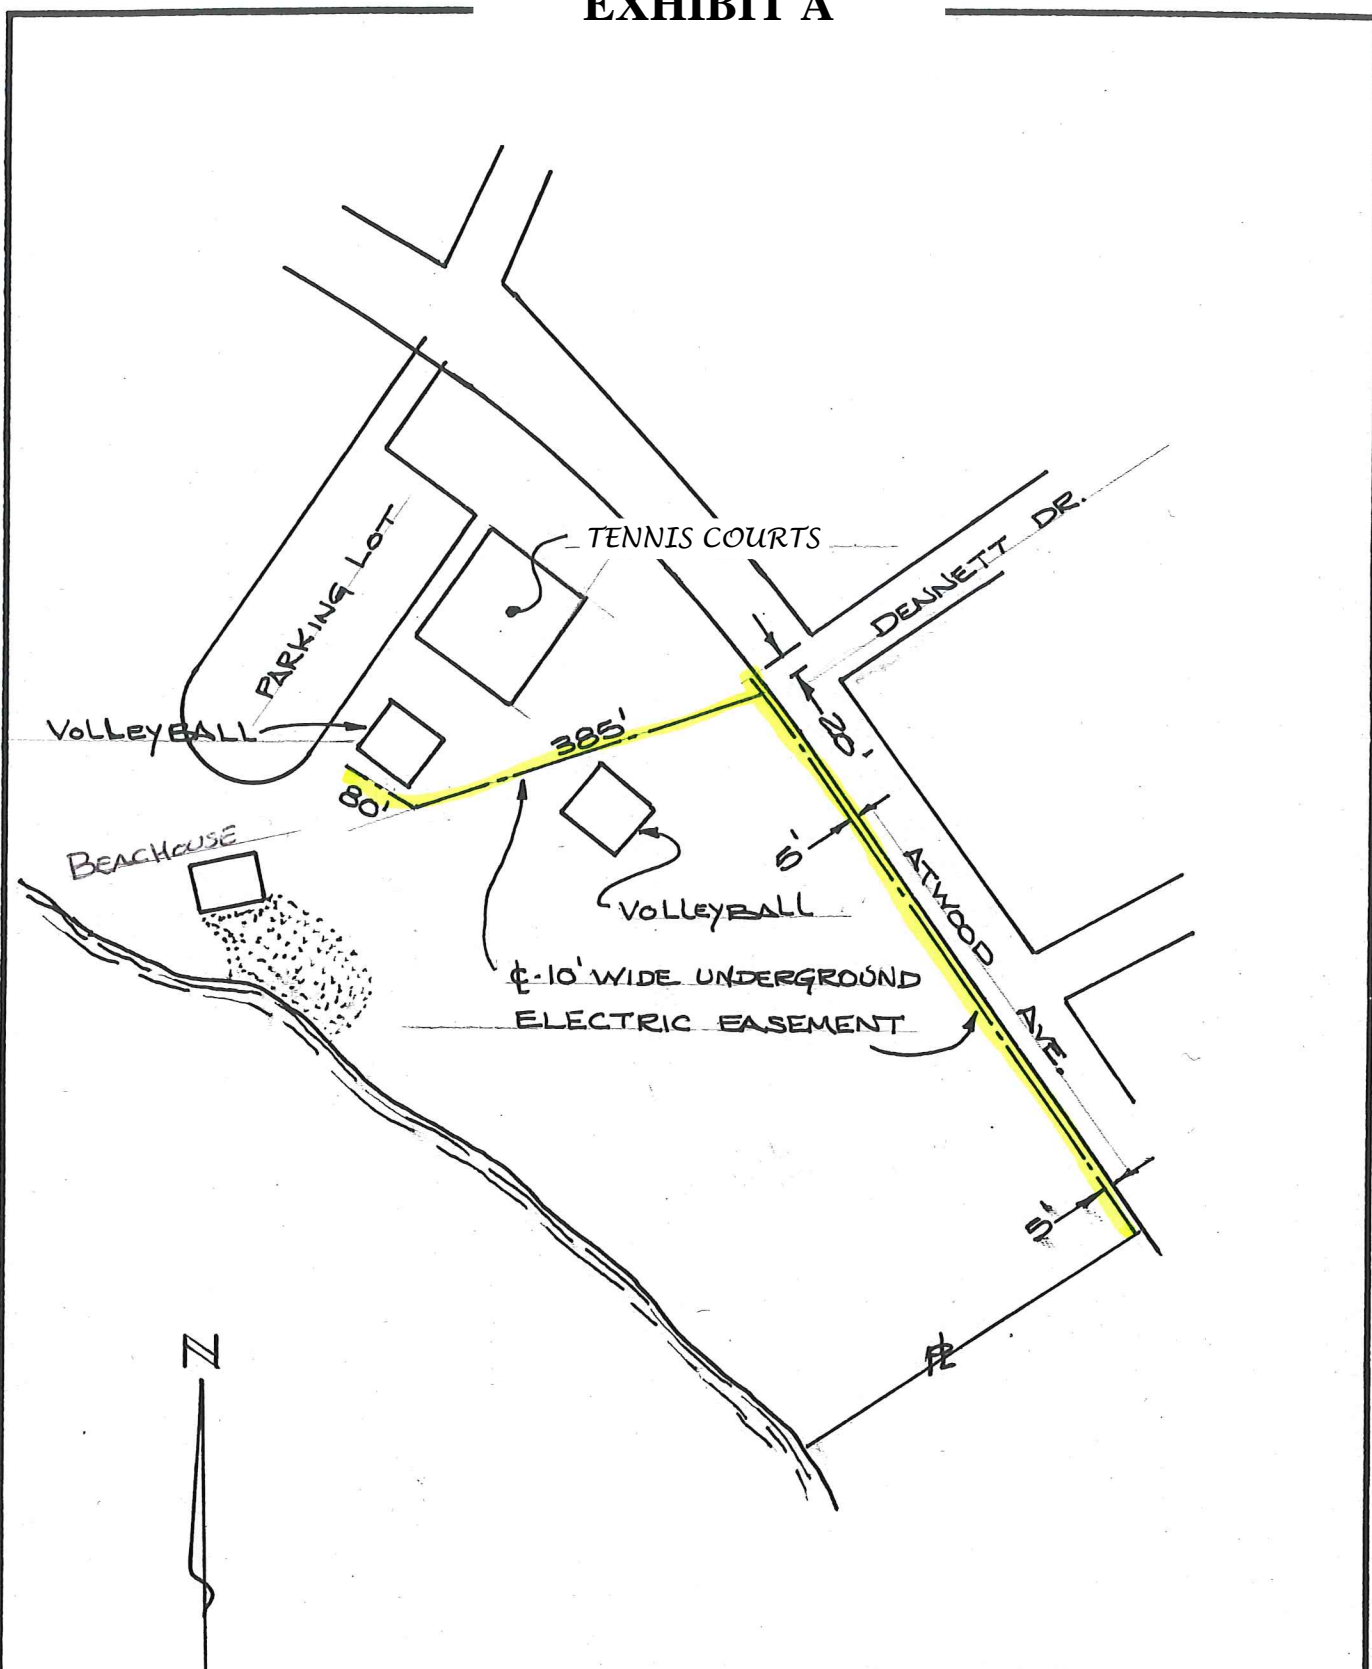 EXHIBIT A
TENNIS COURTS
DENNETT DR.
PARKING LOT
VOLLEYBALL
385'
20'
80'
5'
BEACHOUSE
ATWOOD AVE.
VOLLEYBALL
℄-10' WIDE UNDERGROUND
ELECTRIC EASEMENT
5'
PL
N